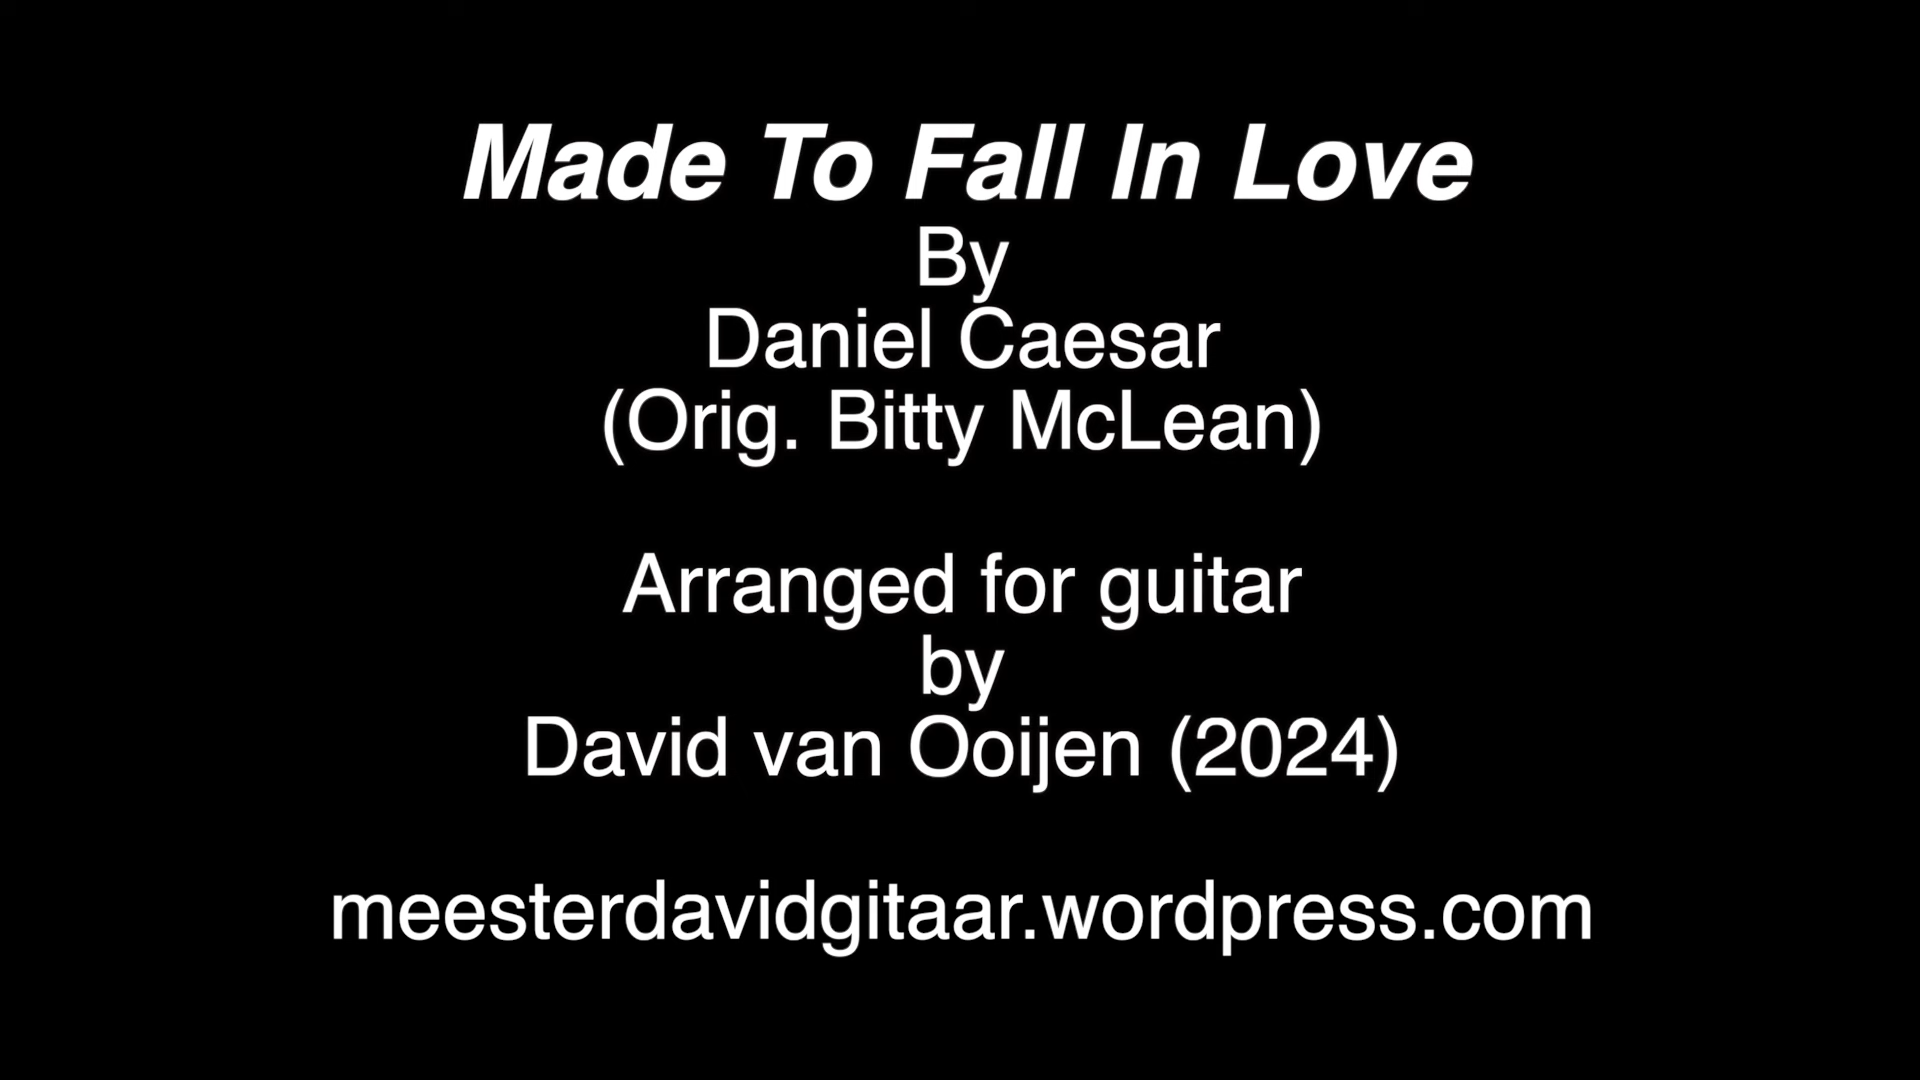 Made To Fall In Love
By
Daniel Caesar
(Orig. Bitty McLean)
Arranged for guitar
by
David van Ooijen (2024)
meesterdavidgitaar.wordpress.com